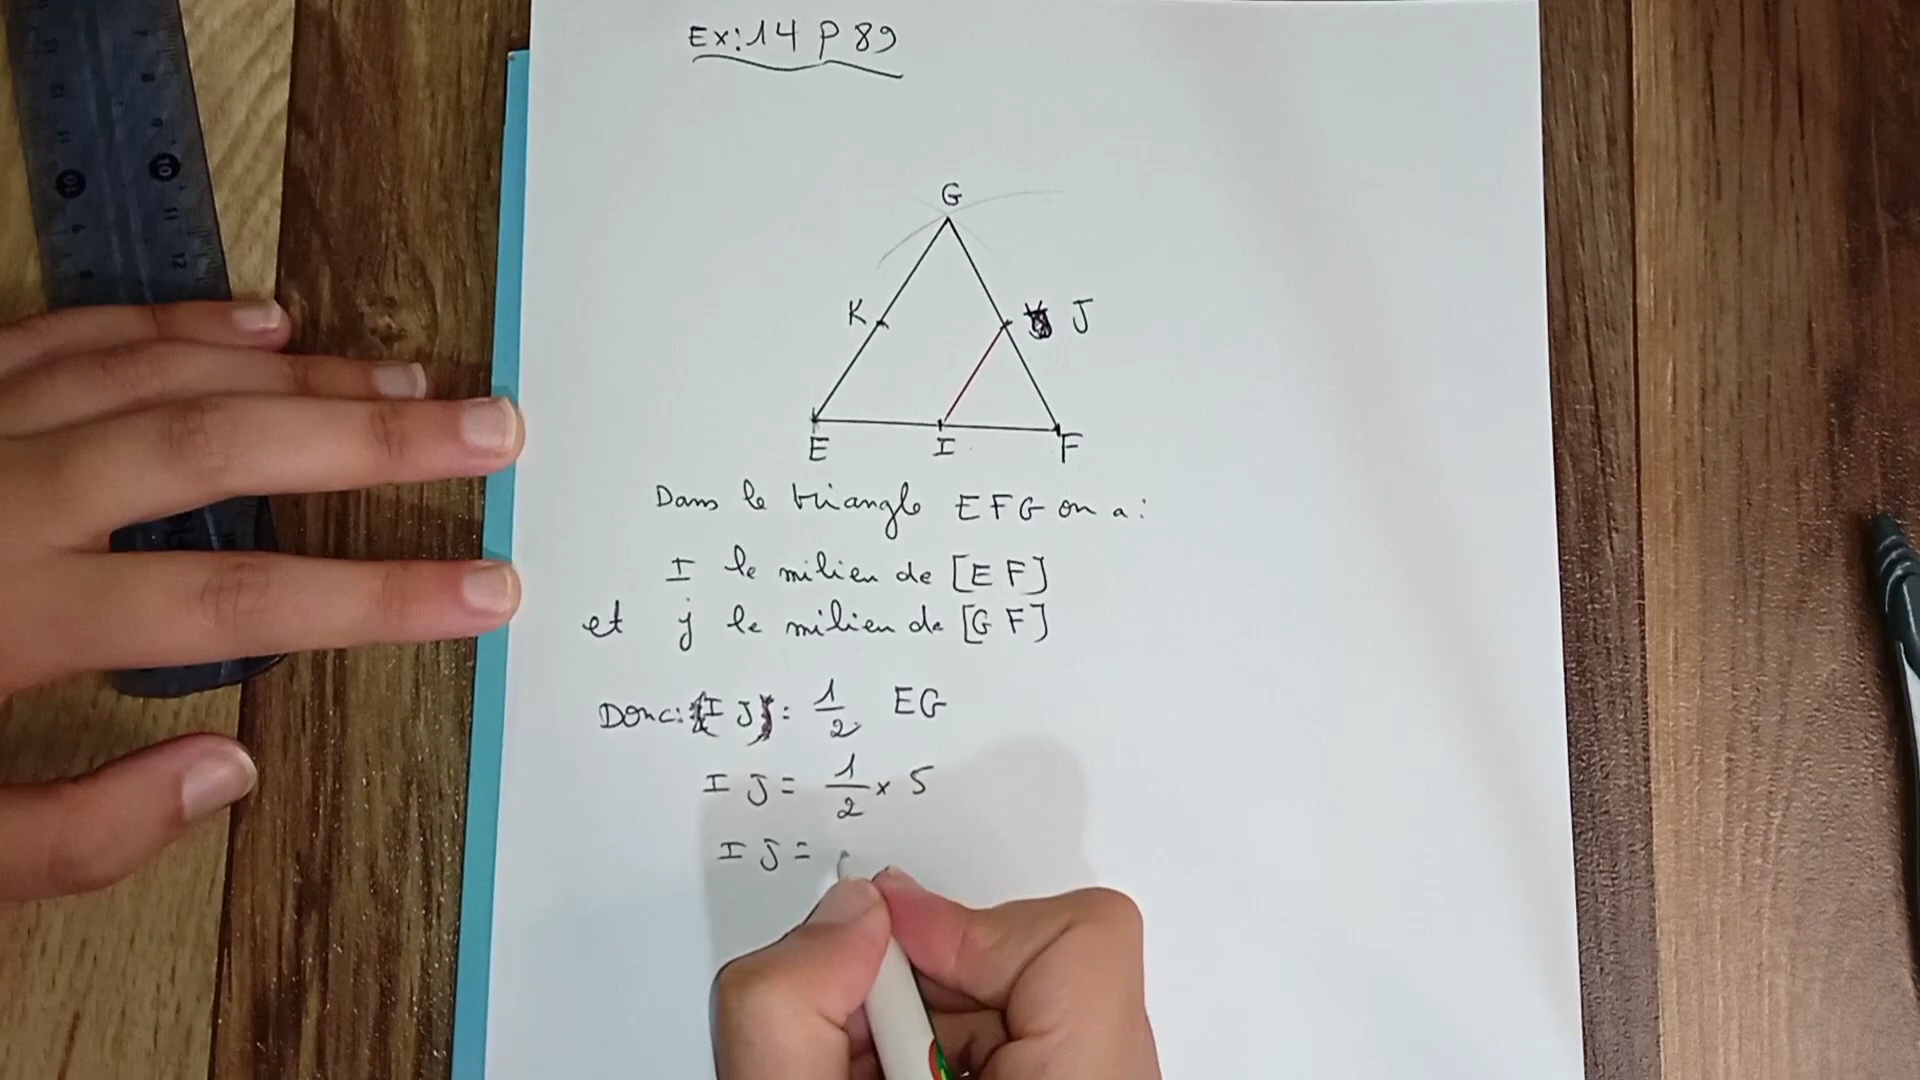 Ex: 14 p 89
G
K
J
E I F
Dans le triangle EFG on a:
I le milieu de [EF]
et j le milieu de [GF]
Donc: IJ = 1/2 EG
IJ = 1/2 × 5
IJ =